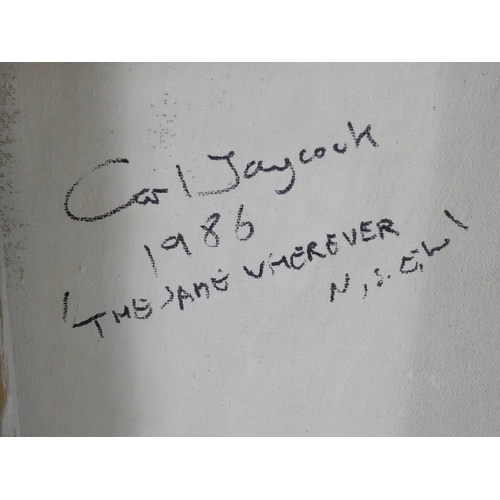 Carl Jaycock
1986
'THE SAME WHEREVER
N,S,E,W'